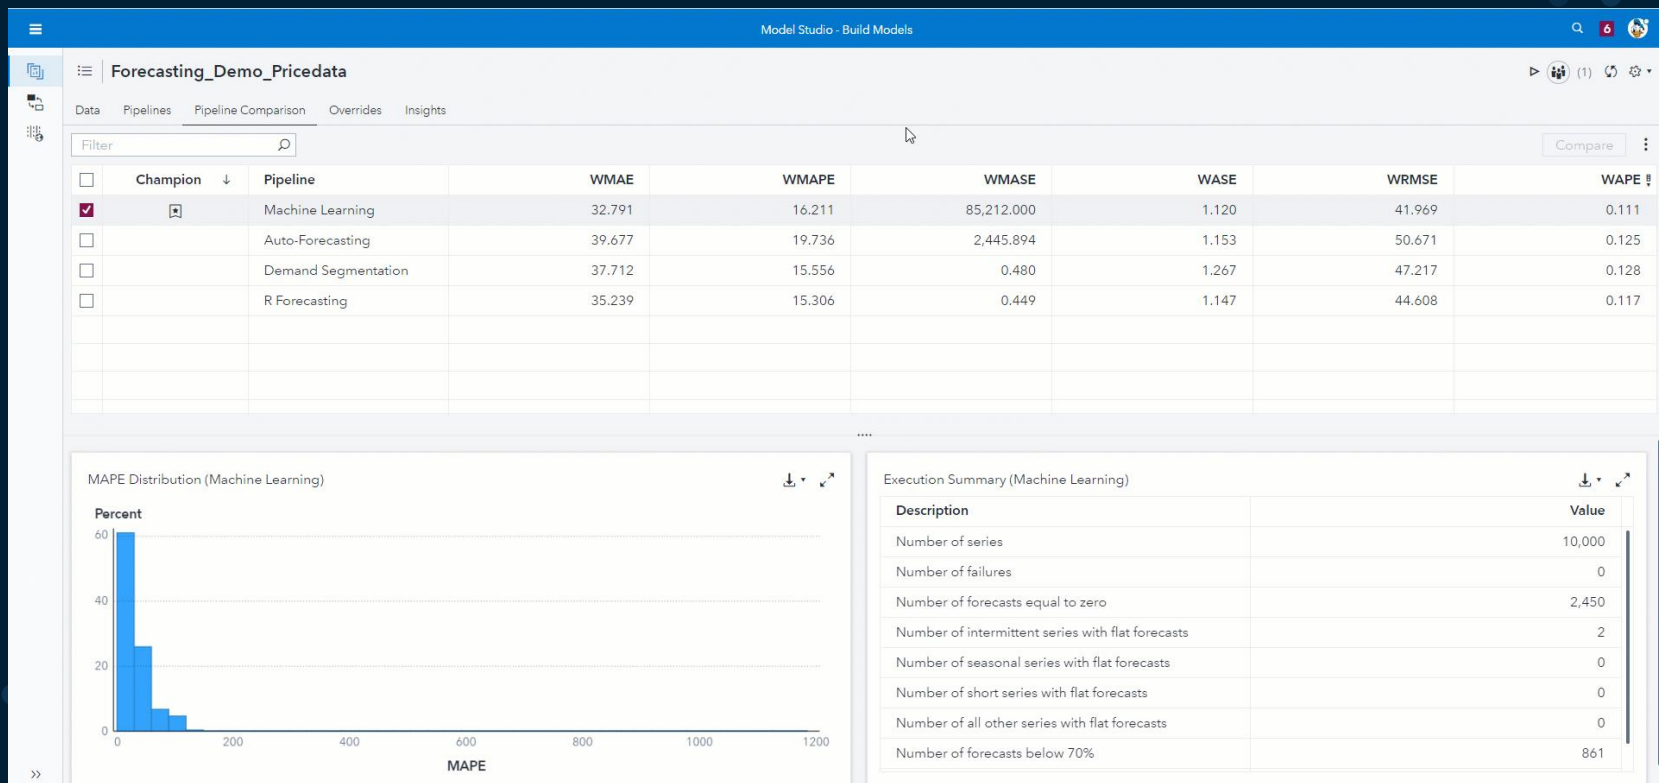 Model Studio - Build Models
6
Forecasting_Demo_Pricedata
(1)
Data Pipelines Pipeline Comparison Overrides Insights
Filter
Compare
Champion Pipeline WMAE WMAPE WMASE WASE WRMSE WAPE
Machine Learning 32.791 16.211 85,212.000 1.120 41.969 0.111
Auto-Forecasting 39.677 19.736 2,445.894 1.153 50.671 0.125
Demand Segmentation 37.712 15.556 0.480 1.267 47.217 0.128
R Forecasting 35.239 15.306 0.449 1.147 44.608 0.117
MAPE Distribution (Machine Learning)
Percent
60
40
20
0
0 200 400 600 800 1000 1200
MAPE
Execution Summary (Machine Learning)
Description Value
Number of series 10,000
Number of failures 0
Number of forecasts equal to zero 2,450
Number of intermittent series with flat forecasts 2
Number of seasonal series with flat forecasts 0
Number of short series with flat forecasts 0
Number of all other series with flat forecasts 0
Number of forecasts below 70% 861